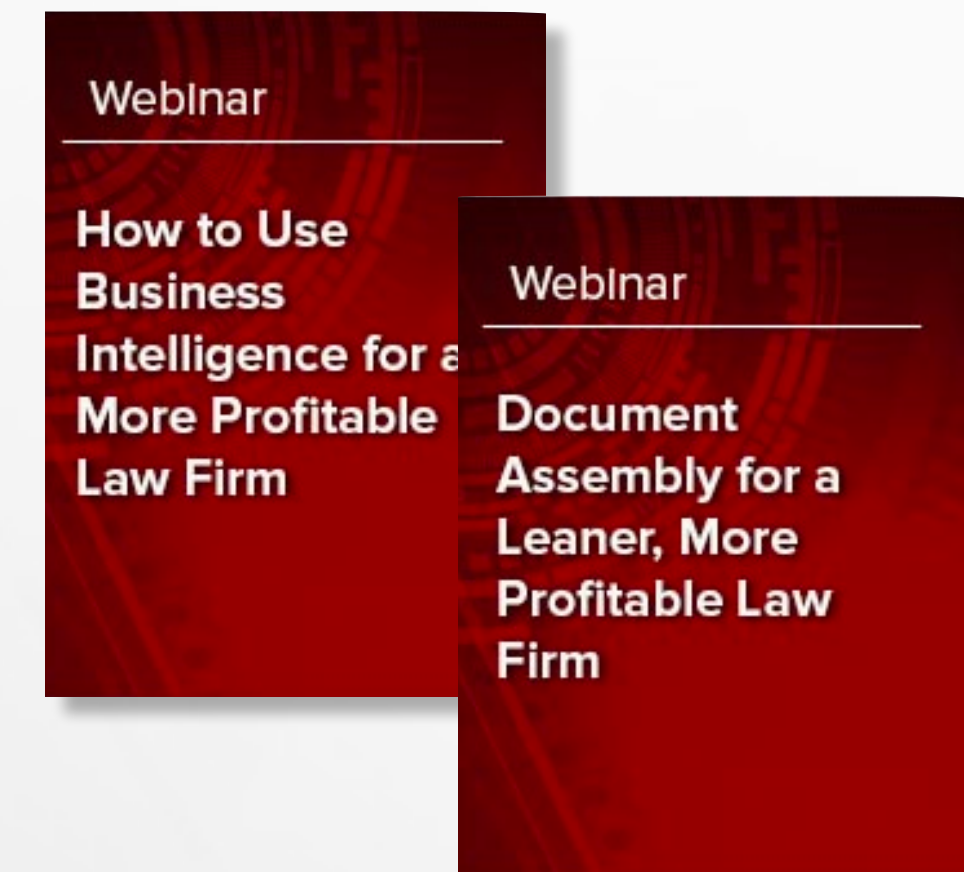 Webinar
How to Use
Business
Intelligence for a
More Profitable
Law Firm
Webinar
Document
Assembly for a
Leaner, More
Profitable Law
Firm